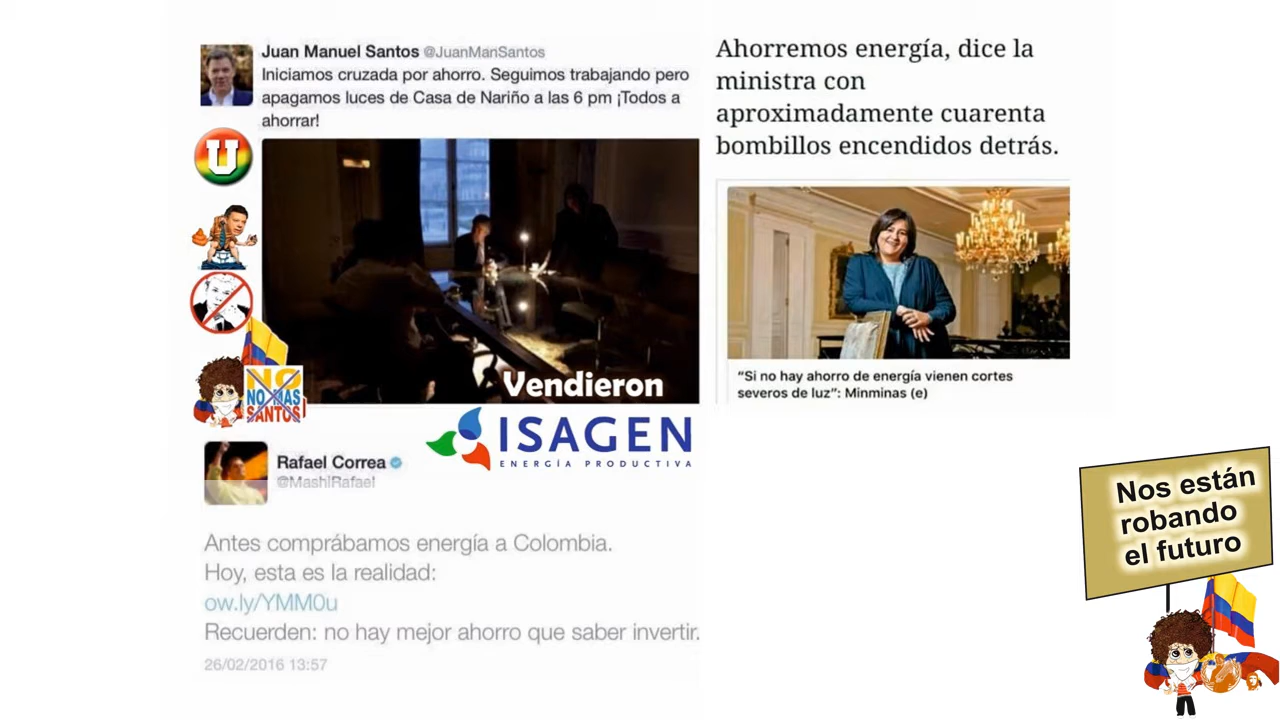 Juan Manuel Santos @JuanManSantos
Iniciamos cruzada por ahorro. Seguimos trabajando pero
apagamos luces de Casa de Nariño a las 6 pm ¡Todos a
ahorrar!
U
NO
NO MAS
SANTOS
Vendieron
ISAGEN
ENERGÍA PRODUCTIVA
Rafael Correa
@MashiRafael
Antes comprábamos energía a Colombia.
Hoy, esta es la realidad:
ow.ly/YMM0u
Recuerden: no hay mejor ahorro que saber invertir.
26/02/2016 13:57
Ahorremos energía, dice la
ministra con
aproximadamente cuarenta
bombillos encendidos detrás.
“Si no hay ahorro de energía vienen cortes
severos de luz”: Minminas (e)
Nos están
robando
el futuro